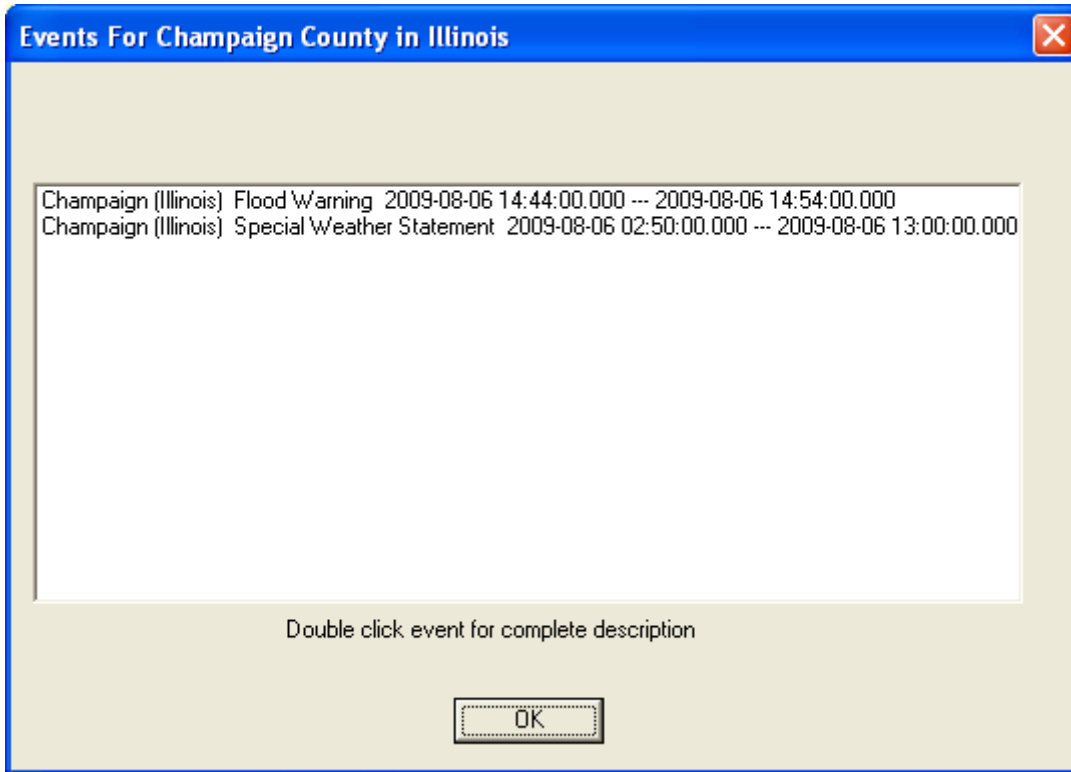 Events For Champaign County in Illinois
Champaign (Illinois)  Flood Warning  2009-08-06 14:44:00.000 --- 2009-08-06 14:54:00.000
Champaign (Illinois)  Special Weather Statement  2009-08-06 02:50:00.000 --- 2009-08-06 13:00:00.000
Double click event for complete description
OK